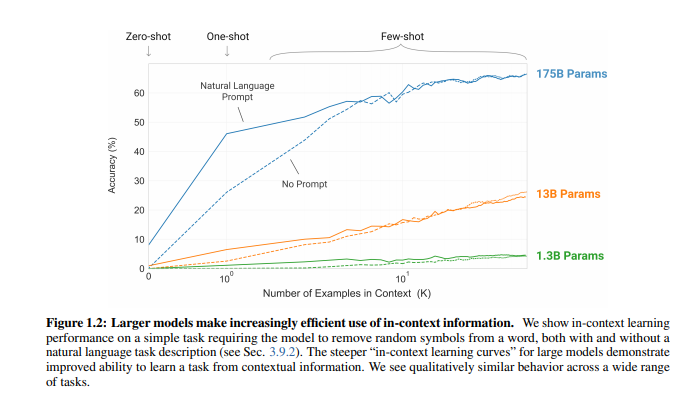 Zero-shot One-shot Few-shot
175B Params
60
Natural Language
Prompt
50
40
Accuracy (%)
30
No Prompt
13B Params
20
10
1.3B Params
0
0 10⁰ 10¹
Number of Examples in Context (K)
Figure 1.2: Larger models make increasingly efficient use of in-context information. We show in-context learning
performance on a simple task requiring the model to remove random symbols from a word, both with and without a
natural language task description (see Sec. 3.9.2). The steeper “in-context learning curves” for large models demonstrate
improved ability to learn a task from contextual information. We see qualitatively similar behavior across a wide range
of tasks.